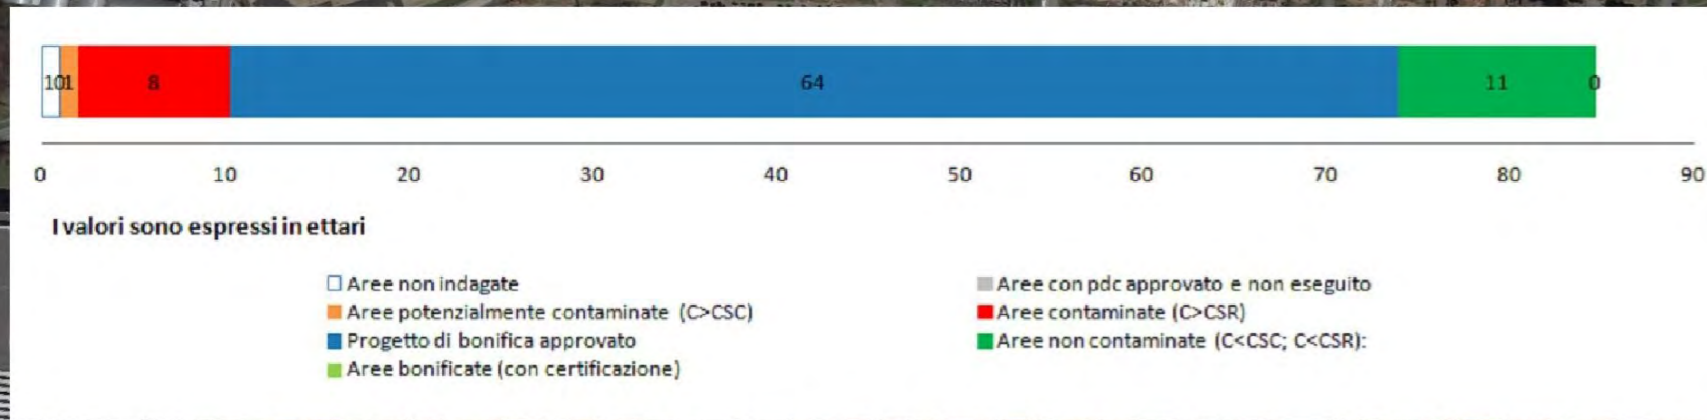 1 0 1 8 64 11 0
0 10 20 30 40 50 60 70 80 90
I valori sono espressi in ettari
Aree non indagate
Aree con pdc approvato e non eseguito
Aree potenzialmente contaminate (C>CSC)
Aree contaminate (C>CSR)
Progetto di bonifica approvato
Aree non contaminate (C<CSC; C<CSR):
Aree bonificate (con certificazione)